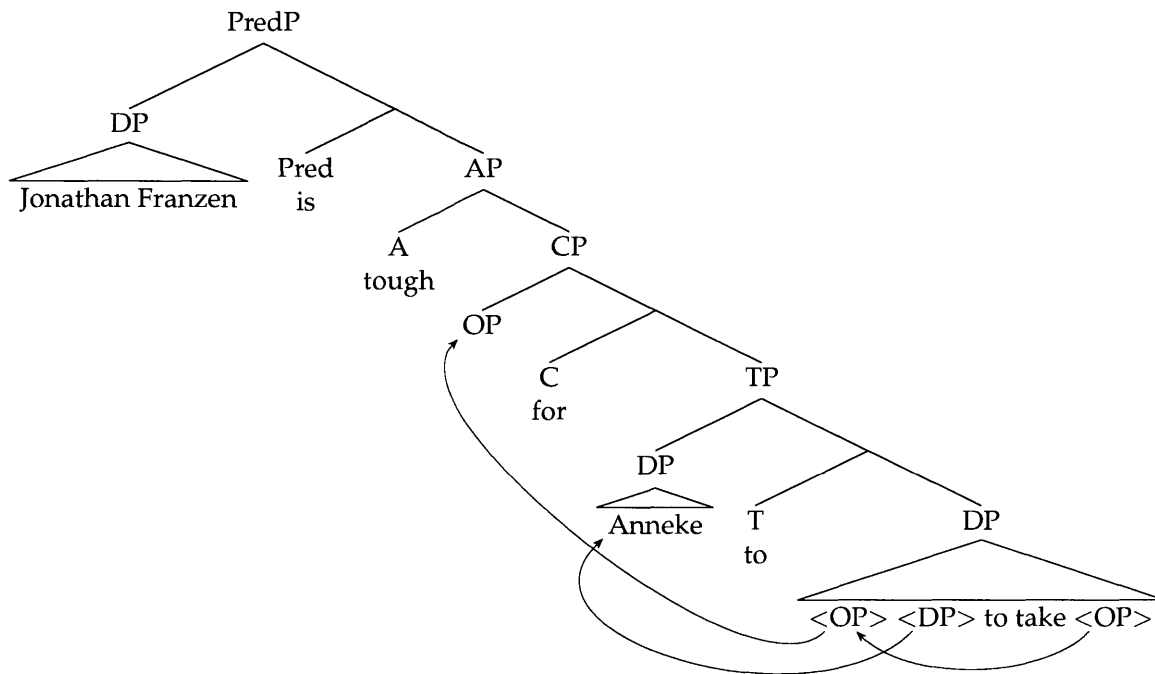 PredP
DP
Jonathan Franzen
Pred
is
AP
A
tough
CP
OP
C
for
TP
DP
Anneke
T
to
DP
<OP> <DP> to take <OP>